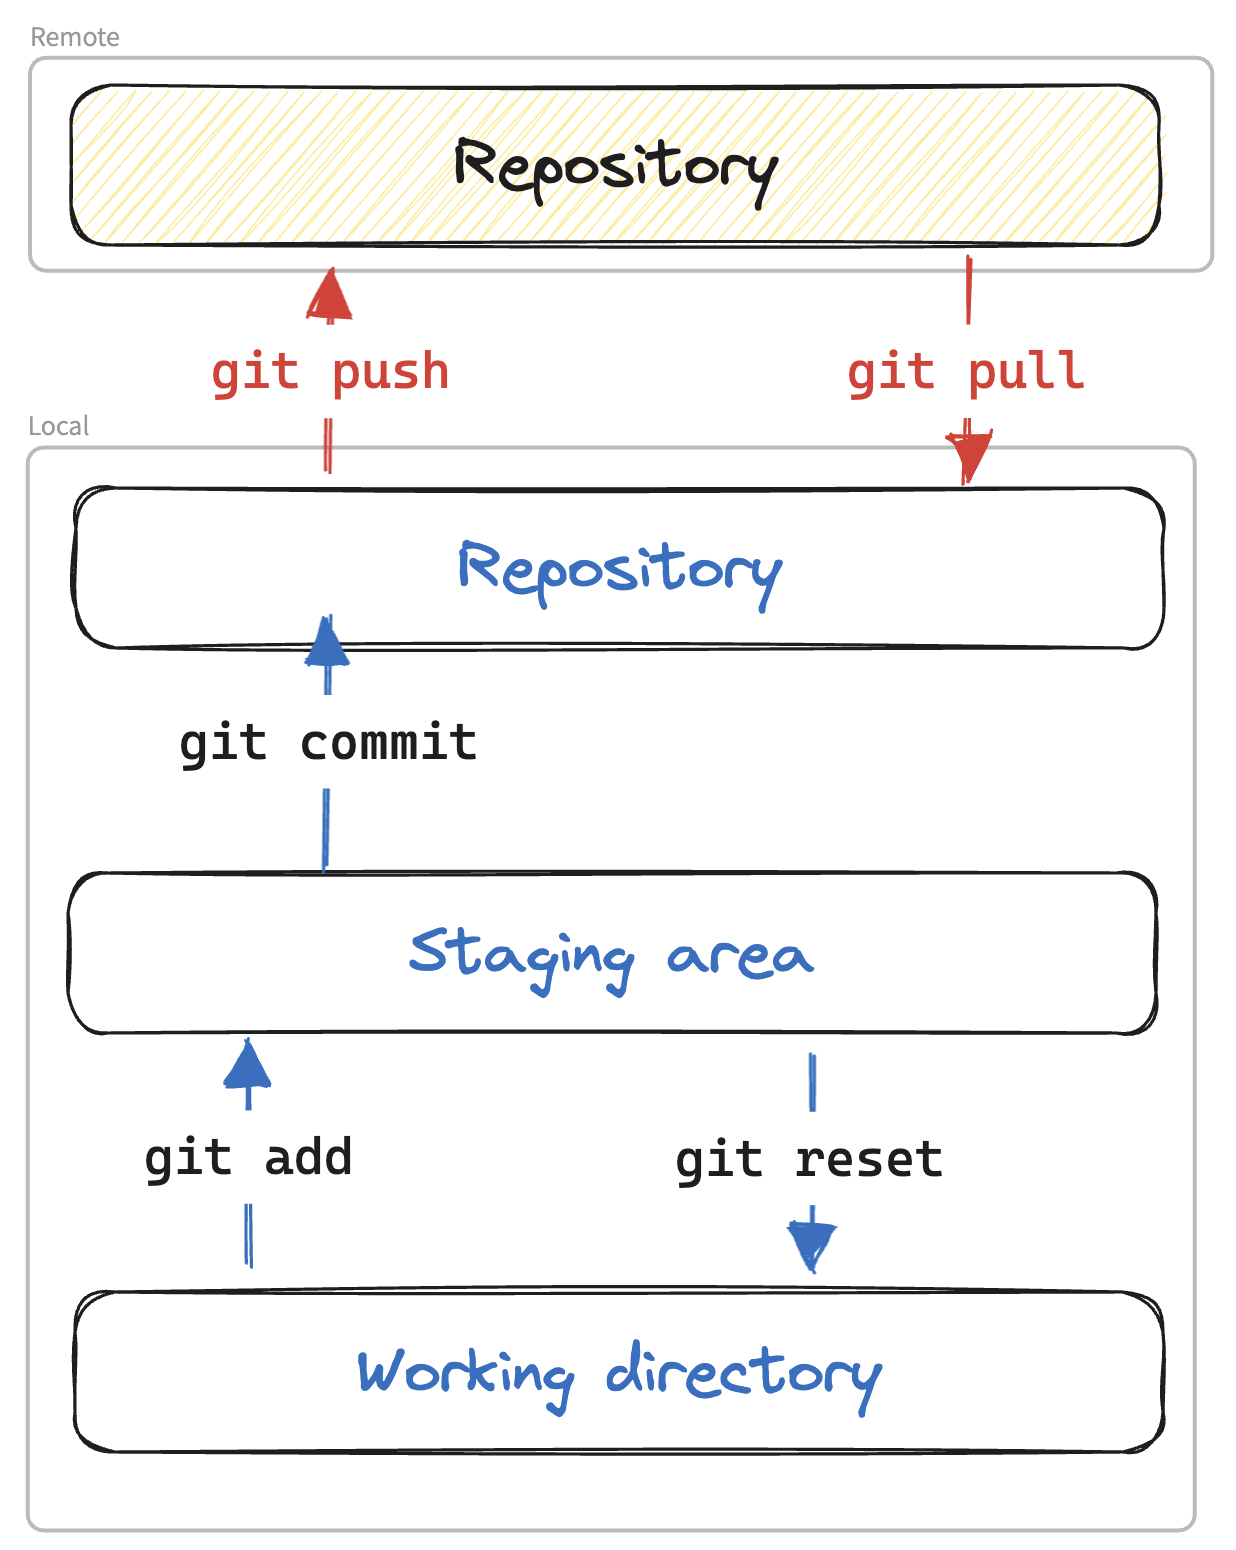 Remote
Repository
git push
git pull
Local
Repository
git commit
Staging area
git add
git reset
Working directory